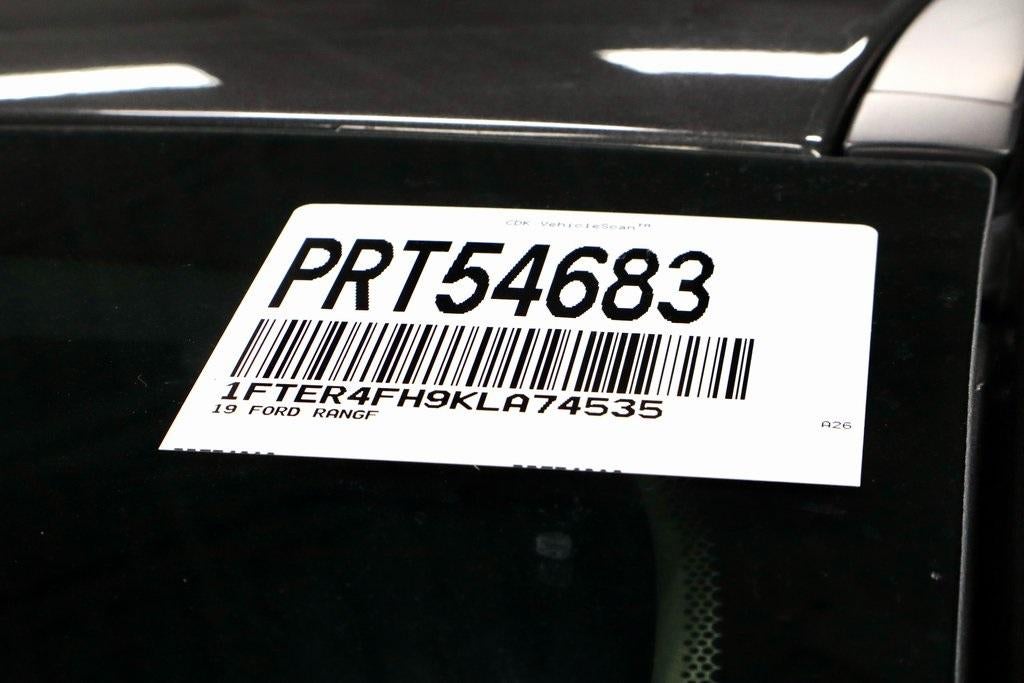 CDK VehicleScan™
PRT54683
1FTER4FH9KLA74535
19 FORD RANGF
A26